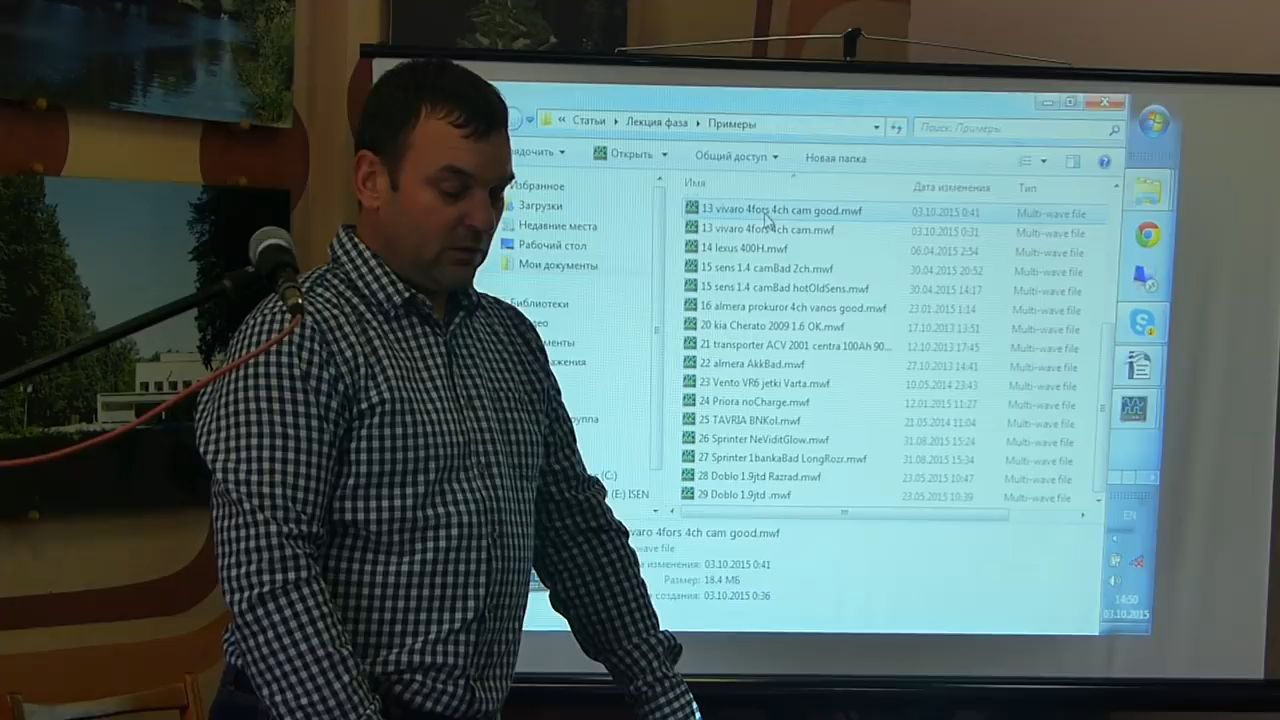 « Статьи ▸ Лекция фаза ▸ Примеры
Поиск: Примеры
Открыть
Общий доступ
Новая папка
Избранное
Загрузки
Недавние места
Рабочий стол
Мои документы
Библиотеки
(C:)
(E:) ISEN
Имя Дата изменения Тип
13 vivaro 4fors 4ch cam good.mwf 03.10.2015 0:41 Multi-wave file
13 vivaro 4fors 4ch cam.mwf 03.10.2015 0:31 Multi-wave file
14 lexus 400H.mwf 06.04.2015 2:54 Multi-wave file
15 sens 1.4 camBad 2ch.mwf 30.04.2015 20:52 Multi-wave file
15 sens 1.4 camBad hotOldSens.mwf 30.04.2015 14:17 Multi-wave file
16 almera prokuror 4ch vanos good.mwf 23.01.2015 1:14 Multi-wave file
20 kia Cherato 2009 1.6 OK.mwf 17.10.2013 13:51 Multi-wave file
21 transporter ACV 2001 centra 100Ah 90... 12.10.2013 17:45 Multi-wave file
22 almera AkkBad.mwf 27.10.2013 14:41 Multi-wave file
23 Vento VR6 jetki Varta.mwf 10.05.2014 23:43 Multi-wave file
24 Priora noCharge.mwf 12.01.2015 11:27 Multi-wave file
25 TAVRIA BNKol.mwf 21.05.2014 11:04 Multi-wave file
26 Sprinter NeViditGlow.mwf 31.08.2015 15:24 Multi-wave file
27 Sprinter 1bankaBad LongRozr.mwf 31.08.2015 15:34 Multi-wave file
28 Doblo 1.9jtd Razrad.mwf 23.05.2015 10:47 Multi-wave file
29 Doblo 1.9jtd .mwf 23.05.2015 10:39 Multi-wave file
varo 4fors 4ch cam good.mwf
wave file
изменения: 03.10.2015 0:41
Размер: 18.4 МБ
создания: 03.10.2015 0:36
EN
14:50
03.10.2015